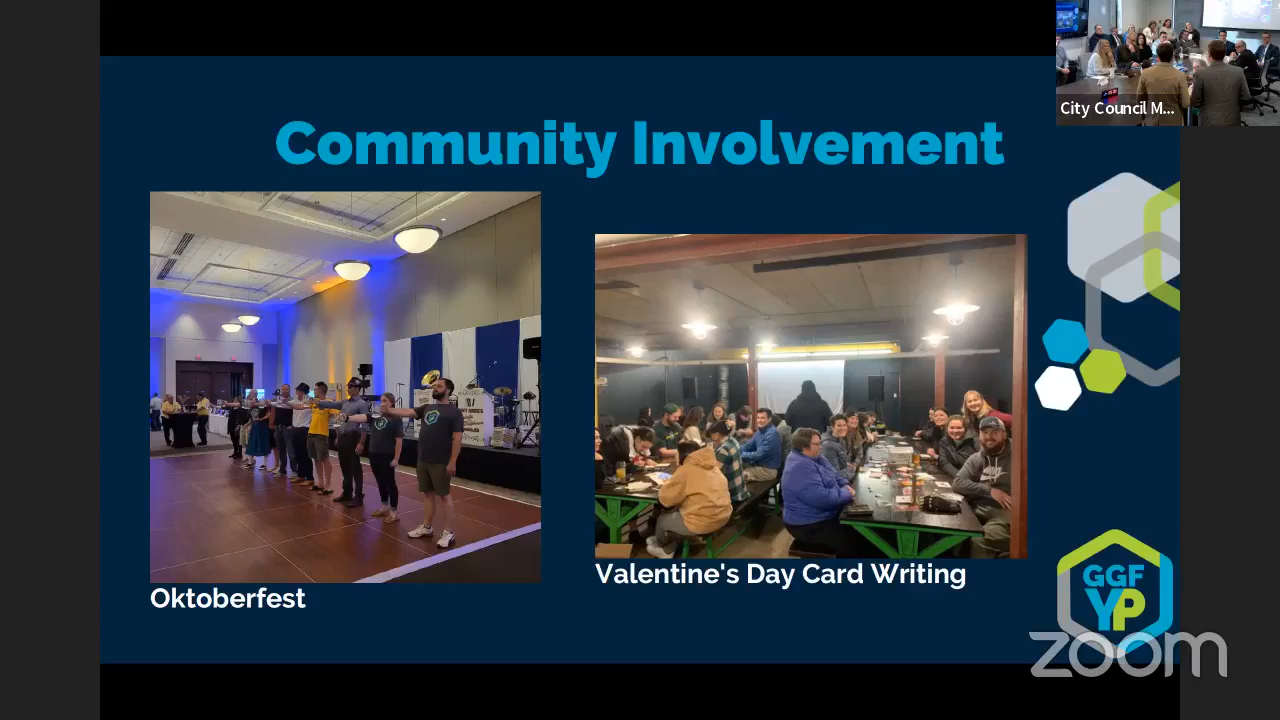 City Council M...
Community Involvement
Oktoberfest
Valentine's Day Card Writing
GGF
YP
zoom